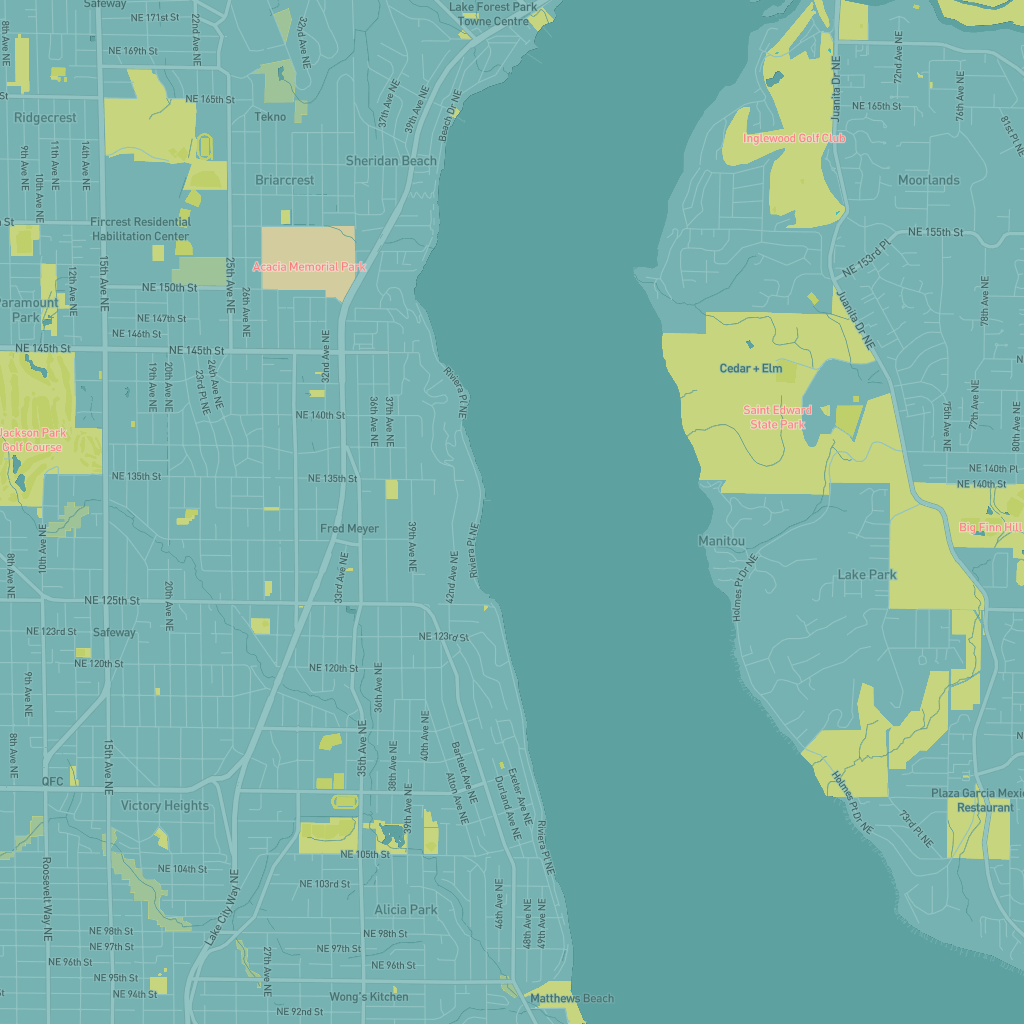 Safeway
Lake Forest Park
Towne Centre
NE 171st St
22nd Ave NE
32nd Ave NE
8th Ave NE
NE 169th St
72nd Ave NE
Juanita Dr NE
76th Ave NE
37th Ave NE
39th Ave NE
Beach Dr NE
NE 165th St
NE 165th St
Ridgecrest
Tekno
81st Pl NE
Inglewood Golf Club
9th Ave NE
11th Ave NE
14th Ave NE
Sheridan Beach
10th Ave NE
Briarcrest
Moorlands
Fircrest Residential
Habilitation Center
NE 155th St
NE 153rd Pl
15th Ave NE
12th Ave NE
25th Ave NE
Acacia Memorial Park
NE 150th St
26th Ave NE
78th Ave NE
Juanita Dr NE
Paramount
Park
NE 147th St
NE 146th St
NE 145th St
NE 145th St
32nd Ave NE
Cedar + Elm
19th Ave NE
20th Ave NE
23rd Pl NE
24th Ave NE
Riviera Pl NE
36th Ave NE
37th Ave NE
NE 140th St
Saint Edward
State Park
75th Ave NE
77th Ave NE
80th Ave NE
Jackson Park
Golf Course
NE 135th St
NE 135th St
NE 140th Pl
NE 140th St
Fred Meyer
39th Ave NE
Riviera Pl NE
Big Finn Hill
Manitou
10th Ave NE
8th Ave NE
33rd Ave NE
42nd Ave NE
Holmes Pt Dr NE
Lake Park
20th Ave NE
NE 125th St
NE 123rd St
Safeway
NE 123rd St
NE 120th St
NE 120th St
9th Ave NE
36th Ave NE
8th Ave NE
15th Ave NE
35th Ave NE
40th Ave NE
38th Ave NE
Bartlett Ave NE
Alton Ave NE
Exeter Ave NE
Durland Ave NE
QFC
Victory Heights
39th Ave NE
Riviera Pl NE
Holmes Pt Dr NE
73rd Pl NE
Restaurant
NE 105th St
NE 104th St
NE 103rd St
Roosevelt Way NE
Lake City Way NE
46th Ave NE
48th Ave NE
49th Ave NE
Alicia Park
NE 98th St
NE 98th St
NE 97th St
NE 97th St
NE 96th St
NE 96th St
27th Ave NE
NE 95th St
NE 94th St
Wong's Kitchen
NE 92nd St
Matthews Beach